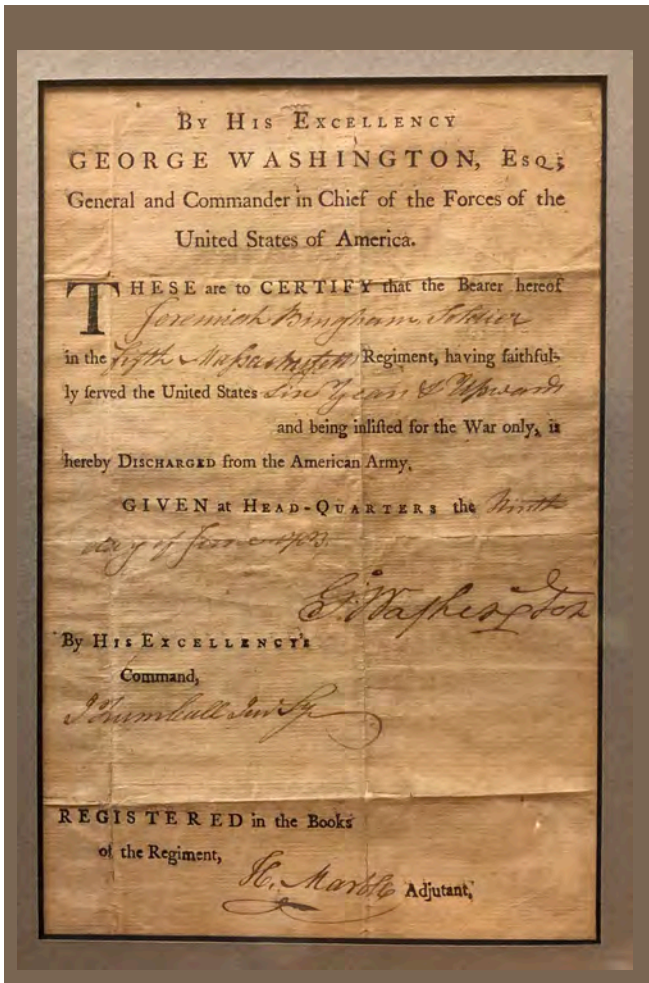 By His Excellency
GEORGE WASHINGTON, Esq;
General and Commander in Chief of the Forces of the
United States of America.
THESE are to CERTIFY that the Bearer hereof
Jeremiah Bingham, Soldier
in the fifth Massachusetts Regiment, having faithful-
ly ſerved the United States Six Years & Upwards
and being inliſted for the War only, is
hereby Discharged from the American Army.
GIVEN at Head-Quarters the Ninth
day of June 1783.
G:Washington
By His Excellency's
Command,
J Trumbull Junr Sy
REGISTERED in the Books
of the Regiment,
H. Marble Adjutant,